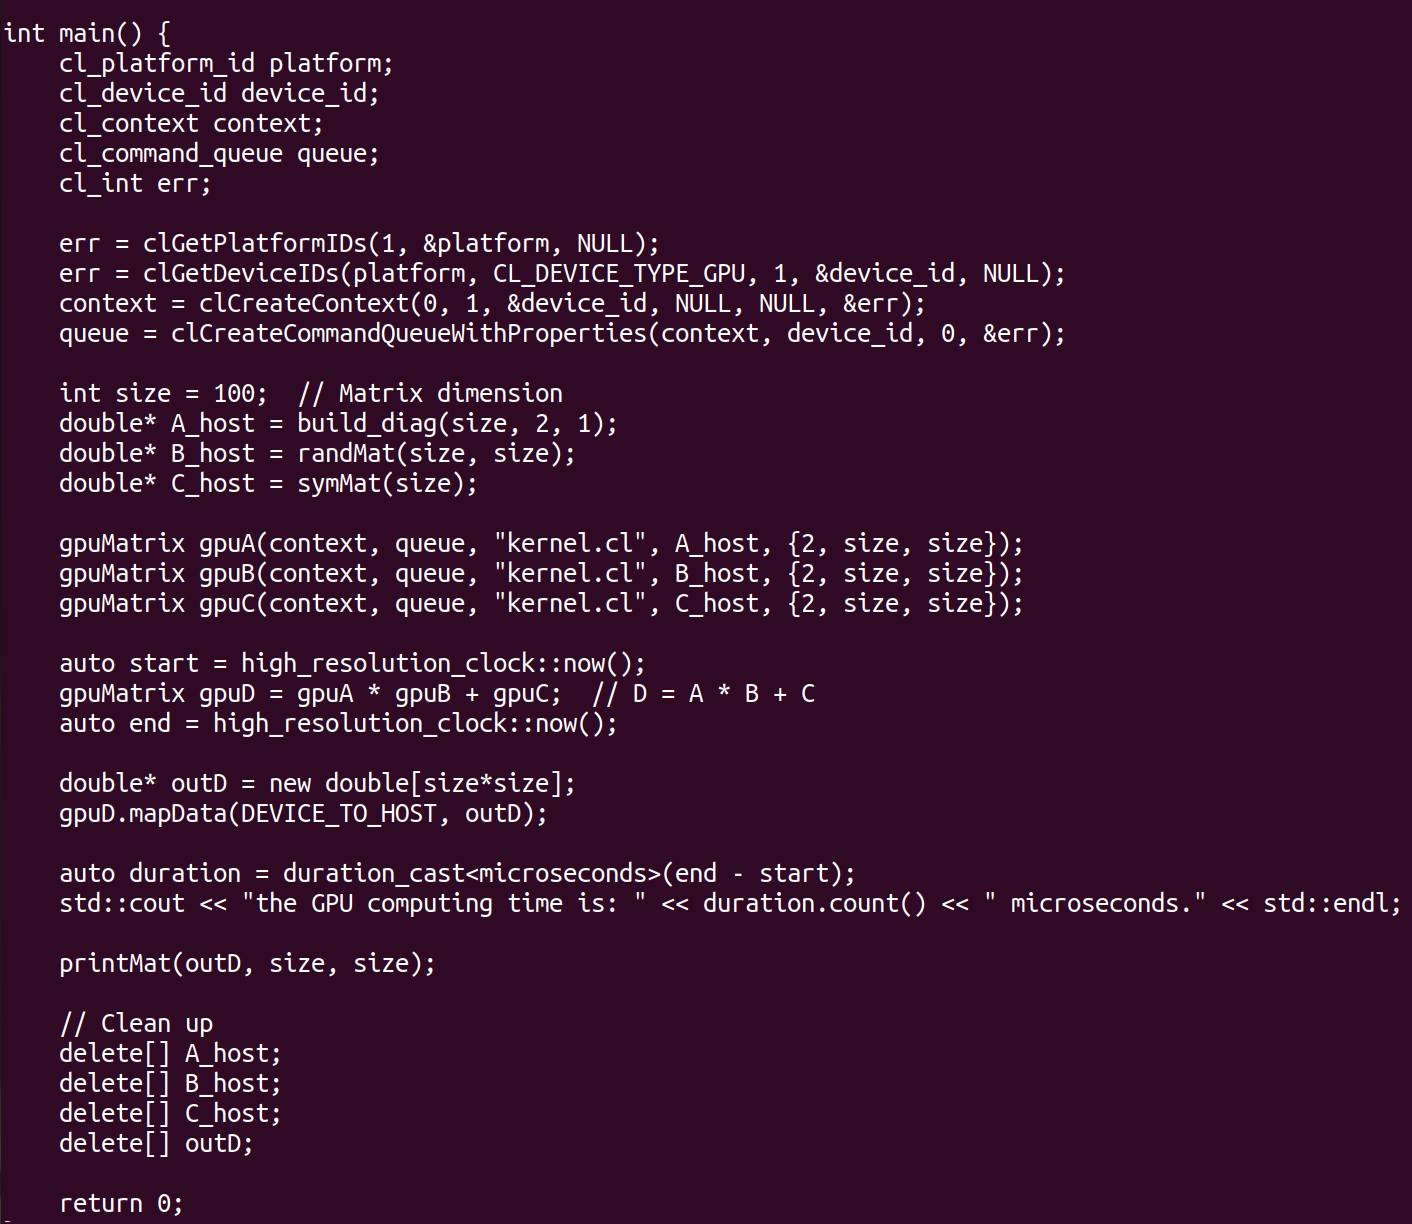 int main() {
    cl_platform_id platform;
    cl_device_id device_id;
    cl_context context;
    cl_command_queue queue;
    cl_int err;

    err = clGetPlatformIDs(1, &platform, NULL);
    err = clGetDeviceIDs(platform, CL_DEVICE_TYPE_GPU, 1, &device_id, NULL);
    context = clCreateContext(0, 1, &device_id, NULL, NULL, &err);
    queue = clCreateCommandQueueWithProperties(context, device_id, 0, &err);

    int size = 100;  // Matrix dimension
    double* A_host = build_diag(size, 2, 1);
    double* B_host = randMat(size, size);
    double* C_host = symMat(size);

    gpuMatrix gpuA(context, queue, "kernel.cl", A_host, {2, size, size});
    gpuMatrix gpuB(context, queue, "kernel.cl", B_host, {2, size, size});
    gpuMatrix gpuC(context, queue, "kernel.cl", C_host, {2, size, size});

    auto start = high_resolution_clock::now();
    gpuMatrix gpuD = gpuA * gpuB + gpuC;  // D = A * B + C
    auto end = high_resolution_clock::now();

    double* outD = new double[size*size];
    gpuD.mapData(DEVICE_TO_HOST, outD);

    auto duration = duration_cast<microseconds>(end - start);
    std::cout << "the GPU computing time is: " << duration.count() << " microseconds." << std::endl;

    printMat(outD, size, size);

    // Clean up
    delete[] A_host;
    delete[] B_host;
    delete[] C_host;
    delete[] outD;

    return 0;